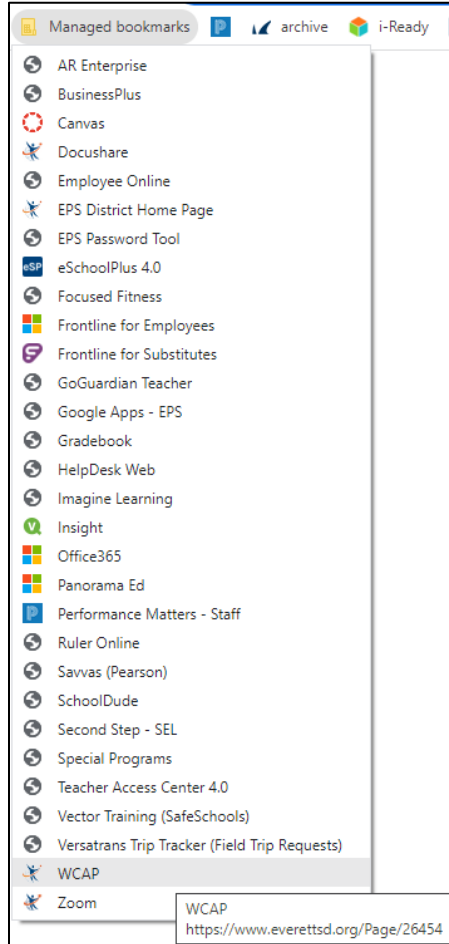 Managed bookmarks archive i-Ready
AR Enterprise
BusinessPlus
Canvas
Docushare
Employee Online
EPS District Home Page
EPS Password Tool
eSP eSchoolPlus 4.0
Focused Fitness
Frontline for Employees
Frontline for Substitutes
GoGuardian Teacher
Google Apps - EPS
Gradebook
HelpDesk Web
Imagine Learning
Insight
Office365
Panorama Ed
Performance Matters - Staff
Ruler Online
Savvas (Pearson)
SchoolDude
Second Step - SEL
Special Programs
Teacher Access Center 4.0
Vector Training (SafeSchools)
Versatrans Trip Tracker (Field Trip Requests)
WCAP
Zoom
WCAP
https://www.everettsd.org/Page/26454